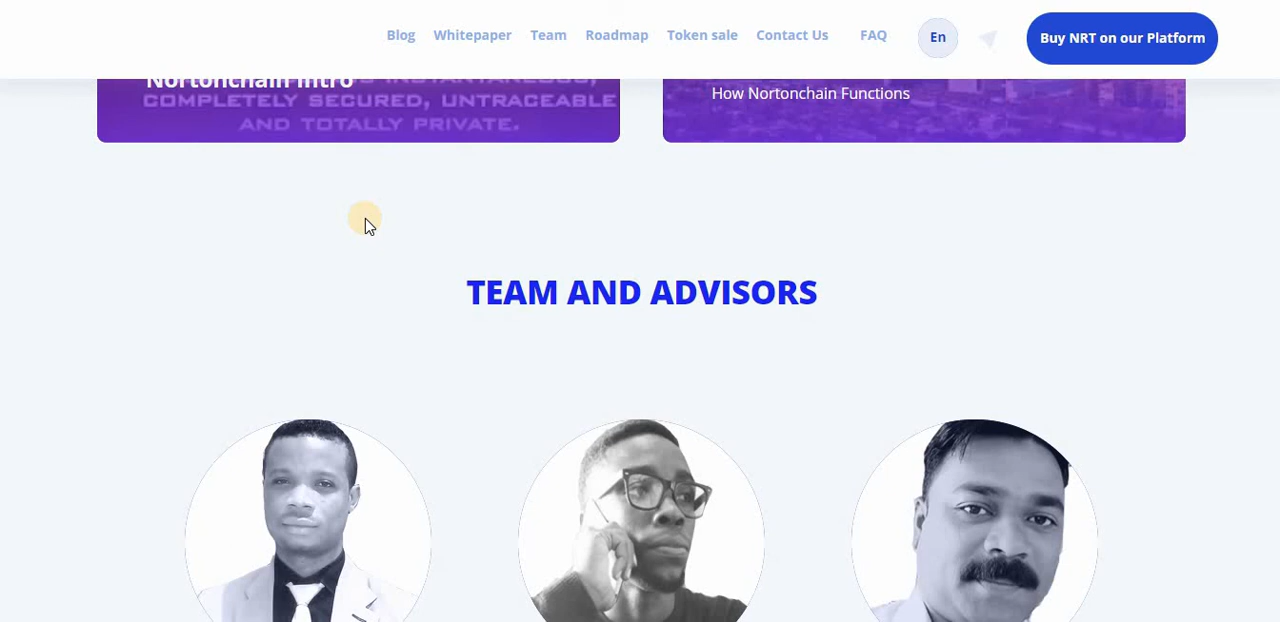 Blog Whitepaper Team Roadmap Token sale Contact Us FAQ En Buy NRT on our Platform
Nortonchain Intro
INSTANTANEOUS,
How Nortonchain Functions
COMPLETELY SECURED, UNTRACEABLE
AND TOTALLY PRIVATE.
TEAM AND ADVISORS